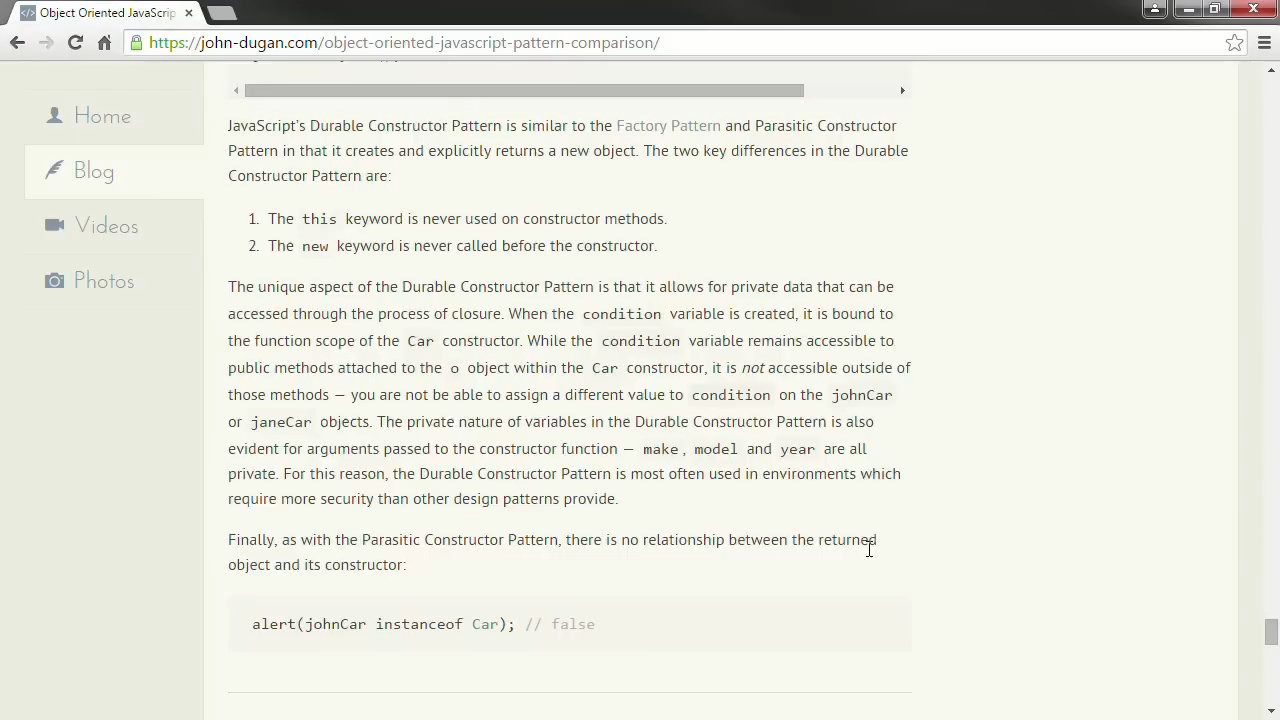 Object Oriented JavaScrip
https://john-dugan.com/object-oriented-javascript-pattern-comparison/
Home
Blog
Videos
Photos
JavaScript's Durable Constructor Pattern is similar to the Factory Pattern and Parasitic Constructor
Pattern in that it creates and explicitly returns a new object. The two key differences in the Durable
Constructor Pattern are:
1. The this keyword is never used on constructor methods.
2. The new keyword is never called before the constructor.
The unique aspect of the Durable Constructor Pattern is that it allows for private data that can be
accessed through the process of closure. When the condition variable is created, it is bound to
the function scope of the Car constructor. While the condition variable remains accessible to
public methods attached to the o object within the Car constructor, it is not accessible outside of
those methods — you are not be able to assign a different value to condition on the johnCar
or janeCar objects. The private nature of variables in the Durable Constructor Pattern is also
evident for arguments passed to the constructor function — make, model and year are all
private. For this reason, the Durable Constructor Pattern is most often used in environments which
require more security than other design patterns provide.
Finally, as with the Parasitic Constructor Pattern, there is no relationship between the returned
object and its constructor:
alert(johnCar instanceof Car); // false